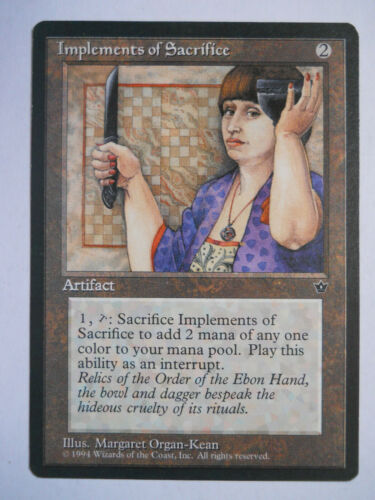 Implements of Sacrifice 2
Artifact
1, : Sacrifice Implements of
Sacrifice to add 2 mana of any one
color to your mana pool. Play this
ability as an interrupt.
Relics of the Order of the Ebon Hand,
the bowl and dagger bespeak the
hideous cruelty of its rituals.
Illus. Margaret Organ-Kean
© 1994 Wizards of the Coast, Inc. All rights reserved.